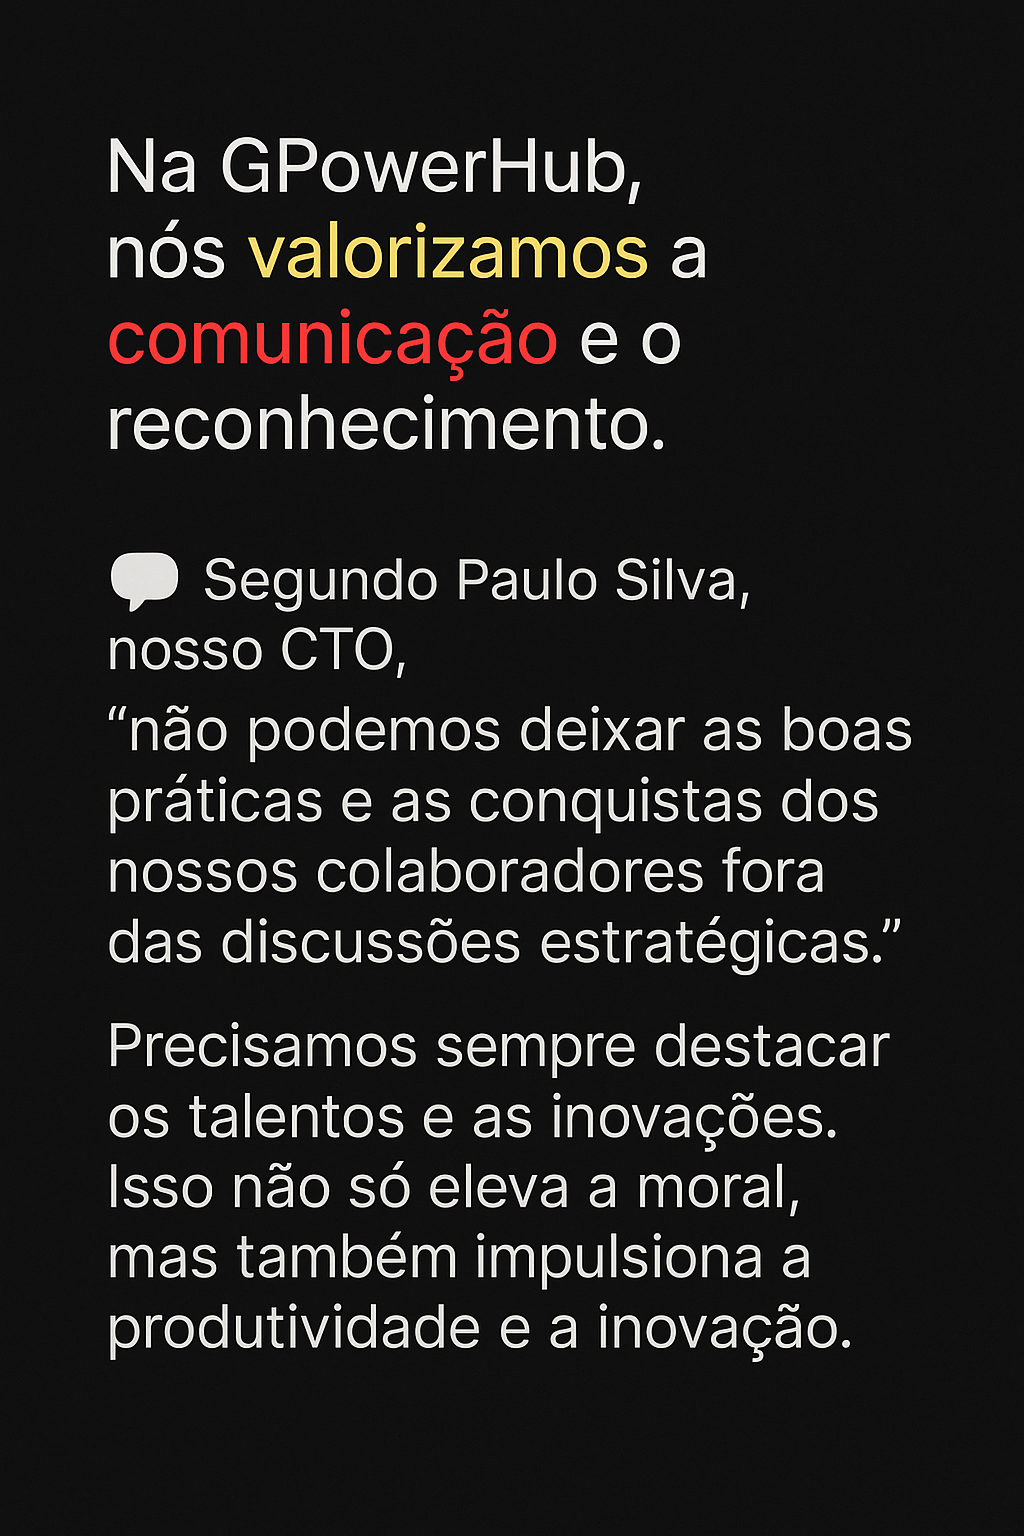 Na GPowerHub,
nós valorizamos a
comunicação e o
reconhecimento.
Segundo Paulo Silva,
nosso CTO,
“não podemos deixar as boas
práticas e as conquistas dos
nossos colaboradores fora
das discussões estratégicas.”
Precisamos sempre destacar
os talentos e as inovações.
Isso não só eleva a moral,
mas também impulsiona a
produtividade e a inovação.